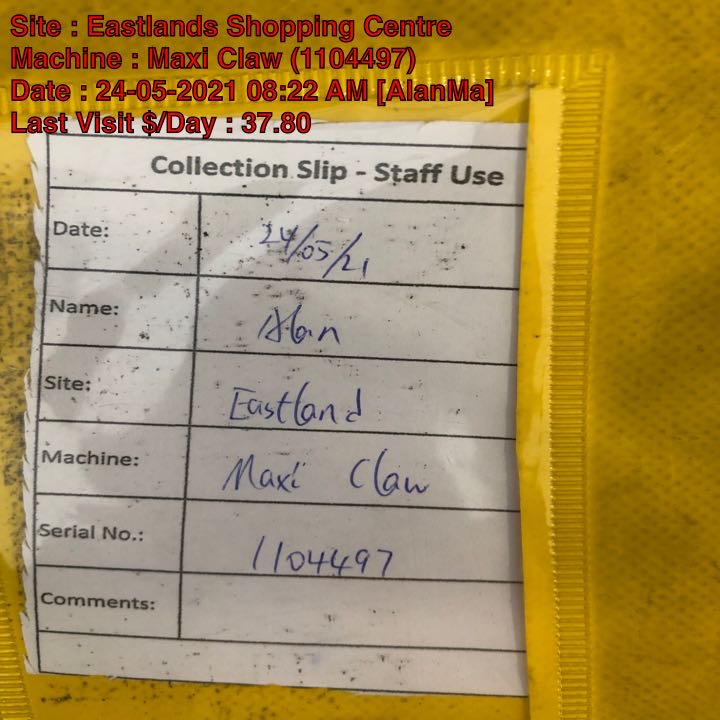 Site : Eastlands Shopping Centre
Machine : Maxi Claw (1104497)
Date : 24-05-2021 08:22 AM [AlanMa]
Last Visit $/Day : 37.80
Collection Slip - Staff Use
Date: 24/05/21
Name: Alan
Site: Eastland
Machine: Maxi Claw
Serial No.: 1104497
Comments: